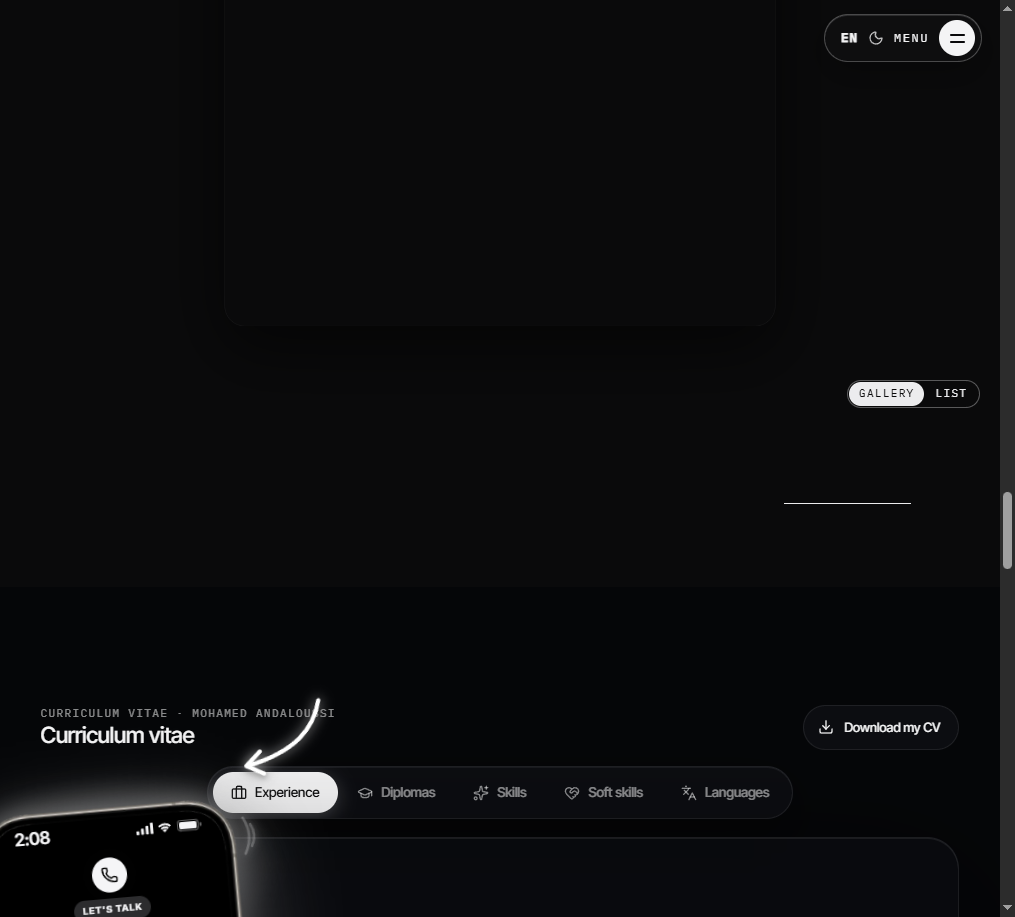 EN MENU
GALLERY LIST
CURRICULUM VITAE · MOHAMED ANDALOUSSI
Curriculum vitae
Download my CV
Experience Diplomas Skills Soft skills Languages
2:08
LET'S TALK